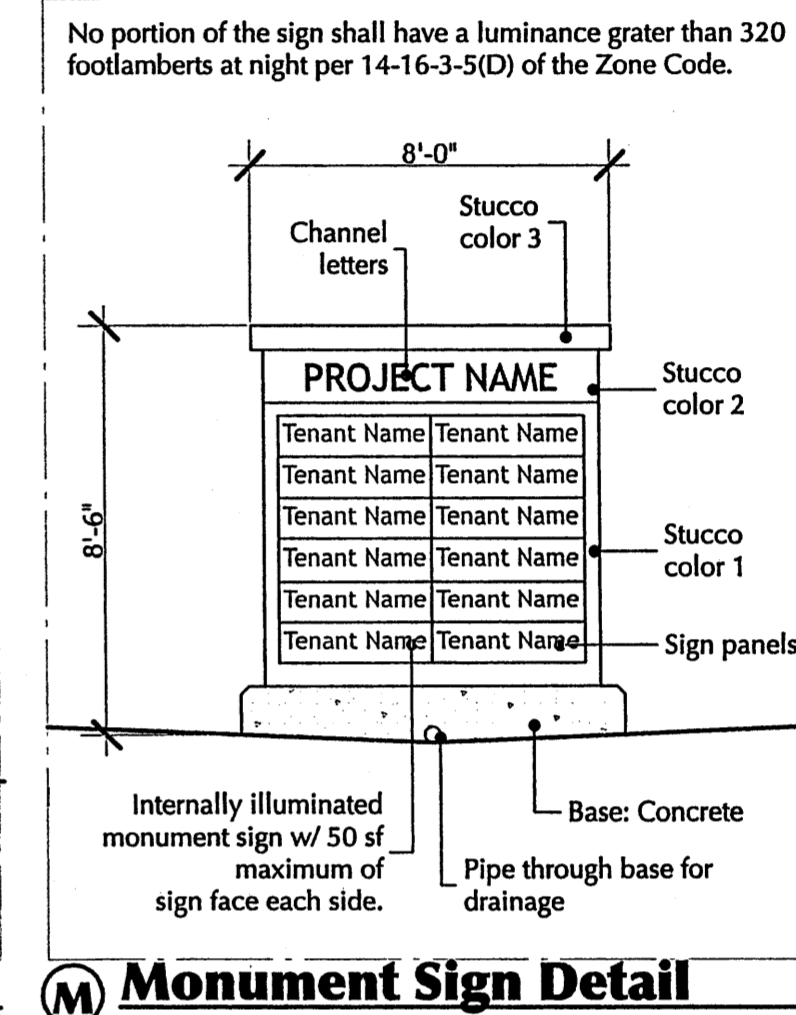 No portion of the sign shall have a luminance grater than 320
footlamberts at night per 14-16-3-5(D) of the Zone Code.
8'-0"
Channel
letters
Stucco
color 3
PROJECT NAME
Stucco
color 2
Tenant Name Tenant Name
Tenant Name Tenant Name
Tenant Name Tenant Name
Tenant Name Tenant Name
Tenant Name Tenant Name
Tenant Name Tenant Name
8'-6"
Stucco
color 1
Sign panels
Internally illuminated
monument sign w/ 50 sf
maximum of
sign face each side.
Base: Concrete
Pipe through base for
drainage
M Monument Sign Detail